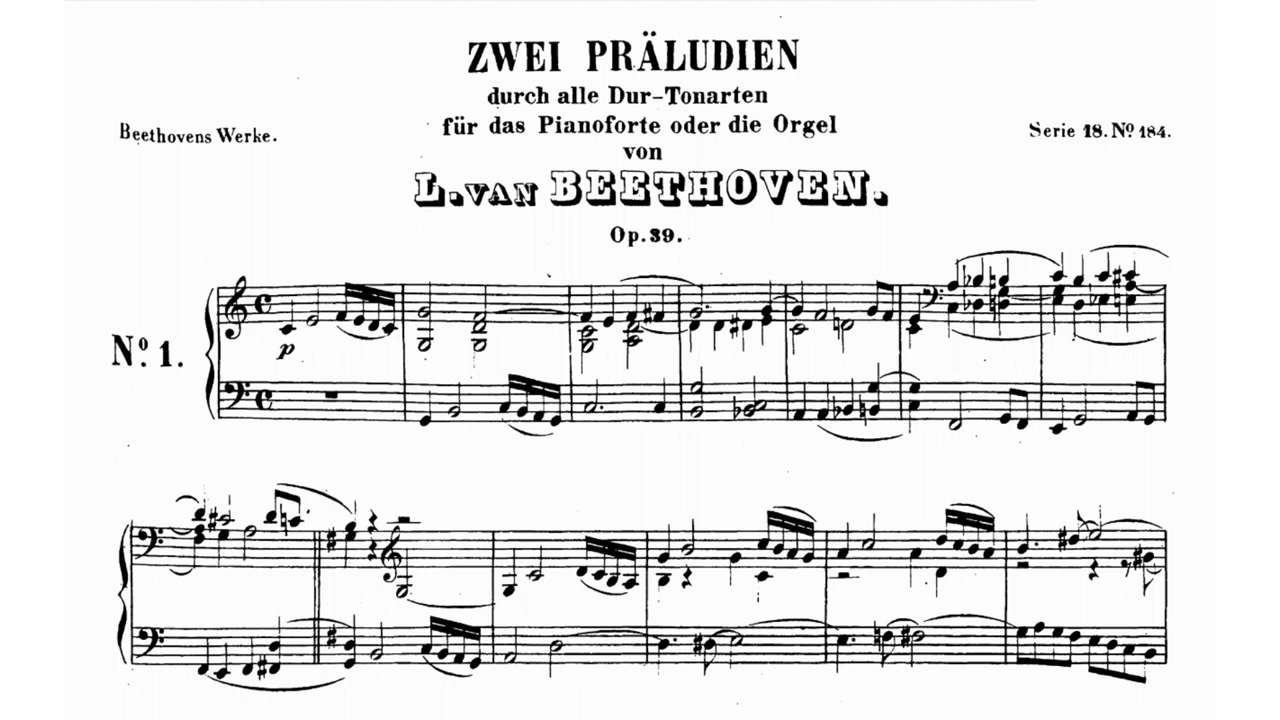 ZWEI PRÄLUDIEN
durch alle Dur-Tonarten
für das Pianoforte oder die Orgel
Beethovens Werke.
Serie 18. No 184.
von
L. VAN BEETHOVEN.
Op. 39.
No 1.
p